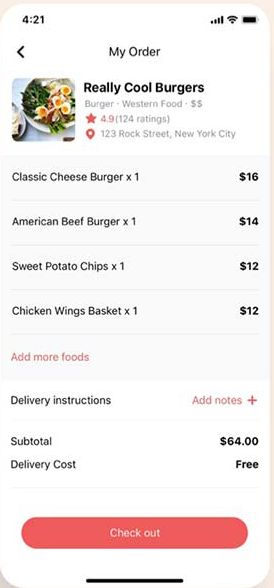 4:21
My Order
Really Cool Burgers
Burger · Western Food · $$
4.9 (124 ratings)
123 Rock Street, New York City
Classic Cheese Burger x 1 $16
American Beef Burger x 1 $14
Sweet Potato Chips x 1 $12
Chicken Wings Basket x 1 $12
Add more foods
Delivery instructions Add notes +
Subtotal $64.00
Delivery Cost Free
Check out